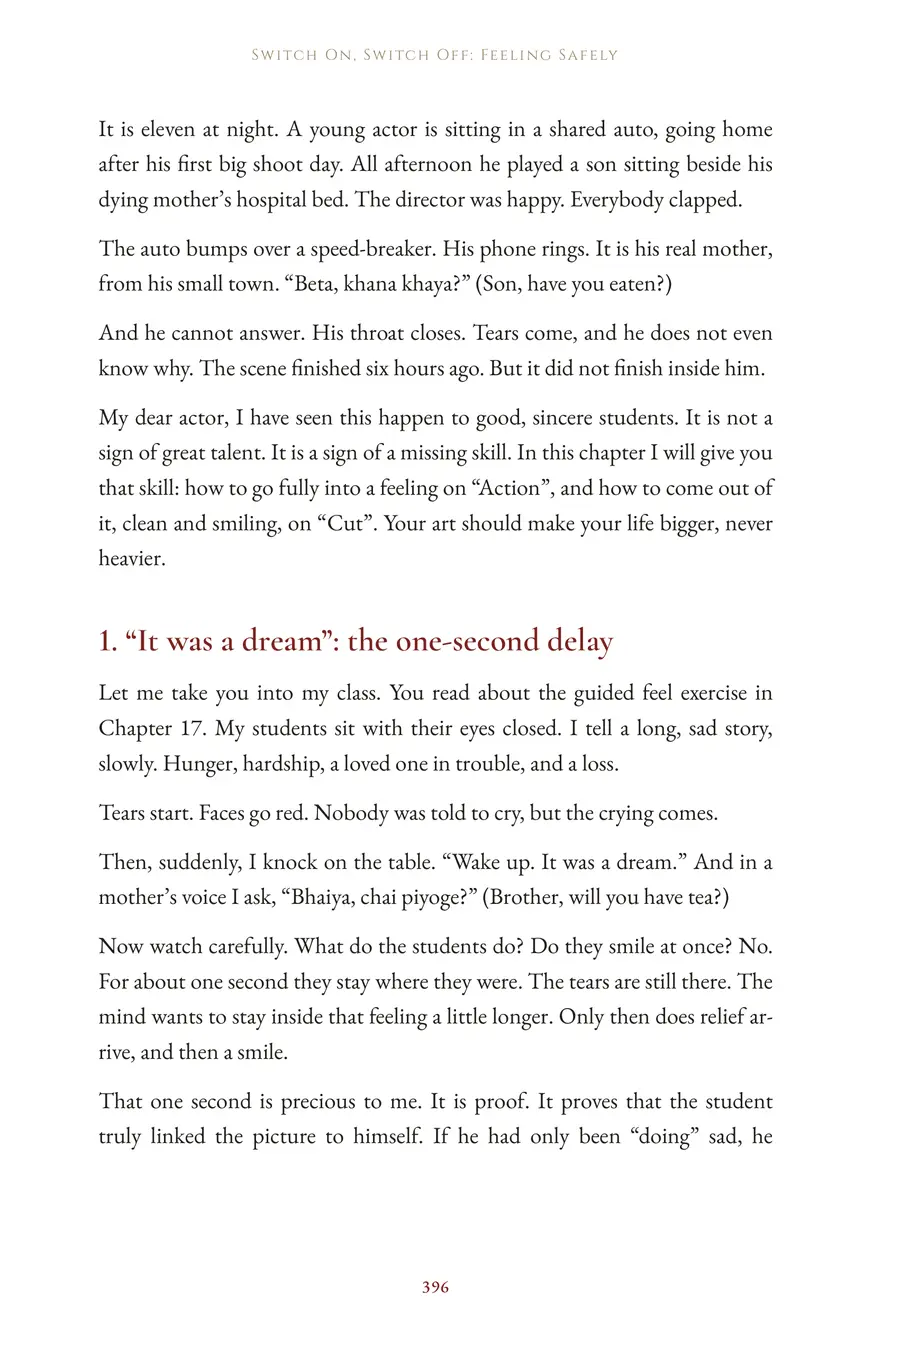 Switch On, Switch Off: Feeling Safely
It is eleven at night. A young actor is sitting in a shared auto, going home
after his first big shoot day. All afternoon he played a son sitting beside his
dying mother’s hospital bed. The director was happy. Everybody clapped.
The auto bumps over a speed-breaker. His phone rings. It is his real mother,
from his small town. “Beta, khana khaya?” (Son, have you eaten?)
And he cannot answer. His throat closes. Tears come, and he does not even
know why. The scene finished six hours ago. But it did not finish inside him.
My dear actor, I have seen this happen to good, sincere students. It is not a
sign of great talent. It is a sign of a missing skill. In this chapter I will give you
that skill: how to go fully into a feeling on “Action”, and how to come out of
it, clean and smiling, on “Cut”. Your art should make your life bigger, never
heavier.
1. “It was a dream”: the one-second delay
Let me take you into my class. You read about the guided feel exercise in
Chapter 17. My students sit with their eyes closed. I tell a long, sad story,
slowly. Hunger, hardship, a loved one in trouble, and a loss.
Tears start. Faces go red. Nobody was told to cry, but the crying comes.
Then, suddenly, I knock on the table. “Wake up. It was a dream.” And in a
mother’s voice I ask, “Bhaiya, chai piyoge?” (Brother, will you have tea?)
Now watch carefully. What do the students do? Do they smile at once? No.
For about one second they stay where they were. The tears are still there. The
mind wants to stay inside that feeling a little longer. Only then does relief ar-
rive, and then a smile.
That one second is precious to me. It is proof. It proves that the student
truly linked the picture to himself. If he had only been “doing” sad, he
396